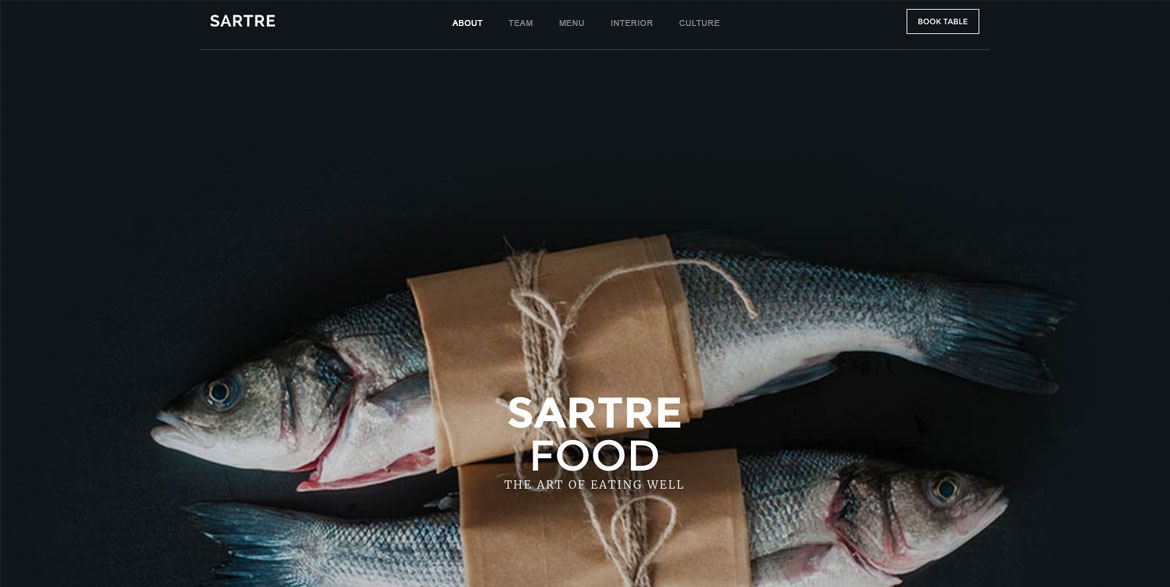 SARTRE
ABOUT TEAM MENU INTERIOR CULTURE
BOOK TABLE
SARTRE
FOOD
THE ART OF EATING WELL